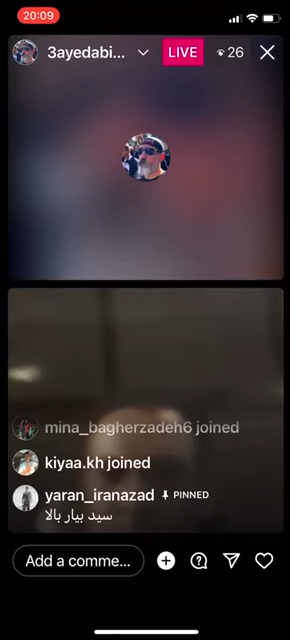 20:09
3ayedabi...
LIVE
26
mina_bagherzadeh6 joined
kiyaa.kh joined
yaran_iranazad PINNED
سید بیار بالا
Add a comme...